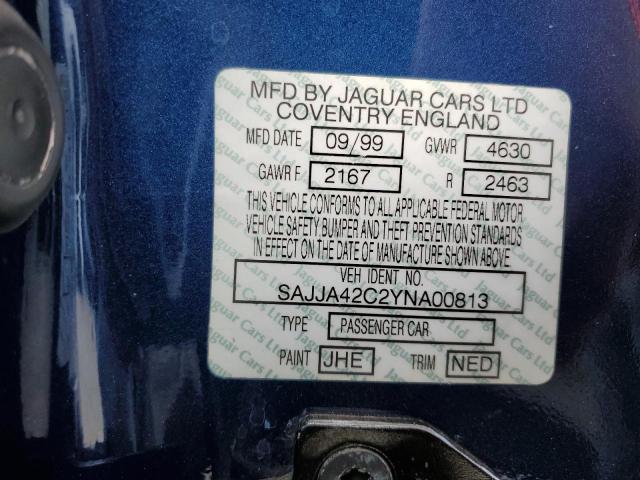 MFD BY JAGUAR CARS LTD
COVENTRY ENGLAND
MFD DATE 09/99 GVWR 4630
GAWR F 2167 R 2463
THIS VEHICLE CONFORMS TO ALL APPLICABLE FEDERAL MOTOR
VEHICLE SAFETY BUMPER AND THEFT PREVENTION STANDARDS
IN EFFECT ON THE DATE OF MANUFACTURE SHOWN ABOVE
VEH IDENT NO.
SAJJA42C2YNA00813
TYPE PASSENGER CAR
PAINT JHE TRIM NED